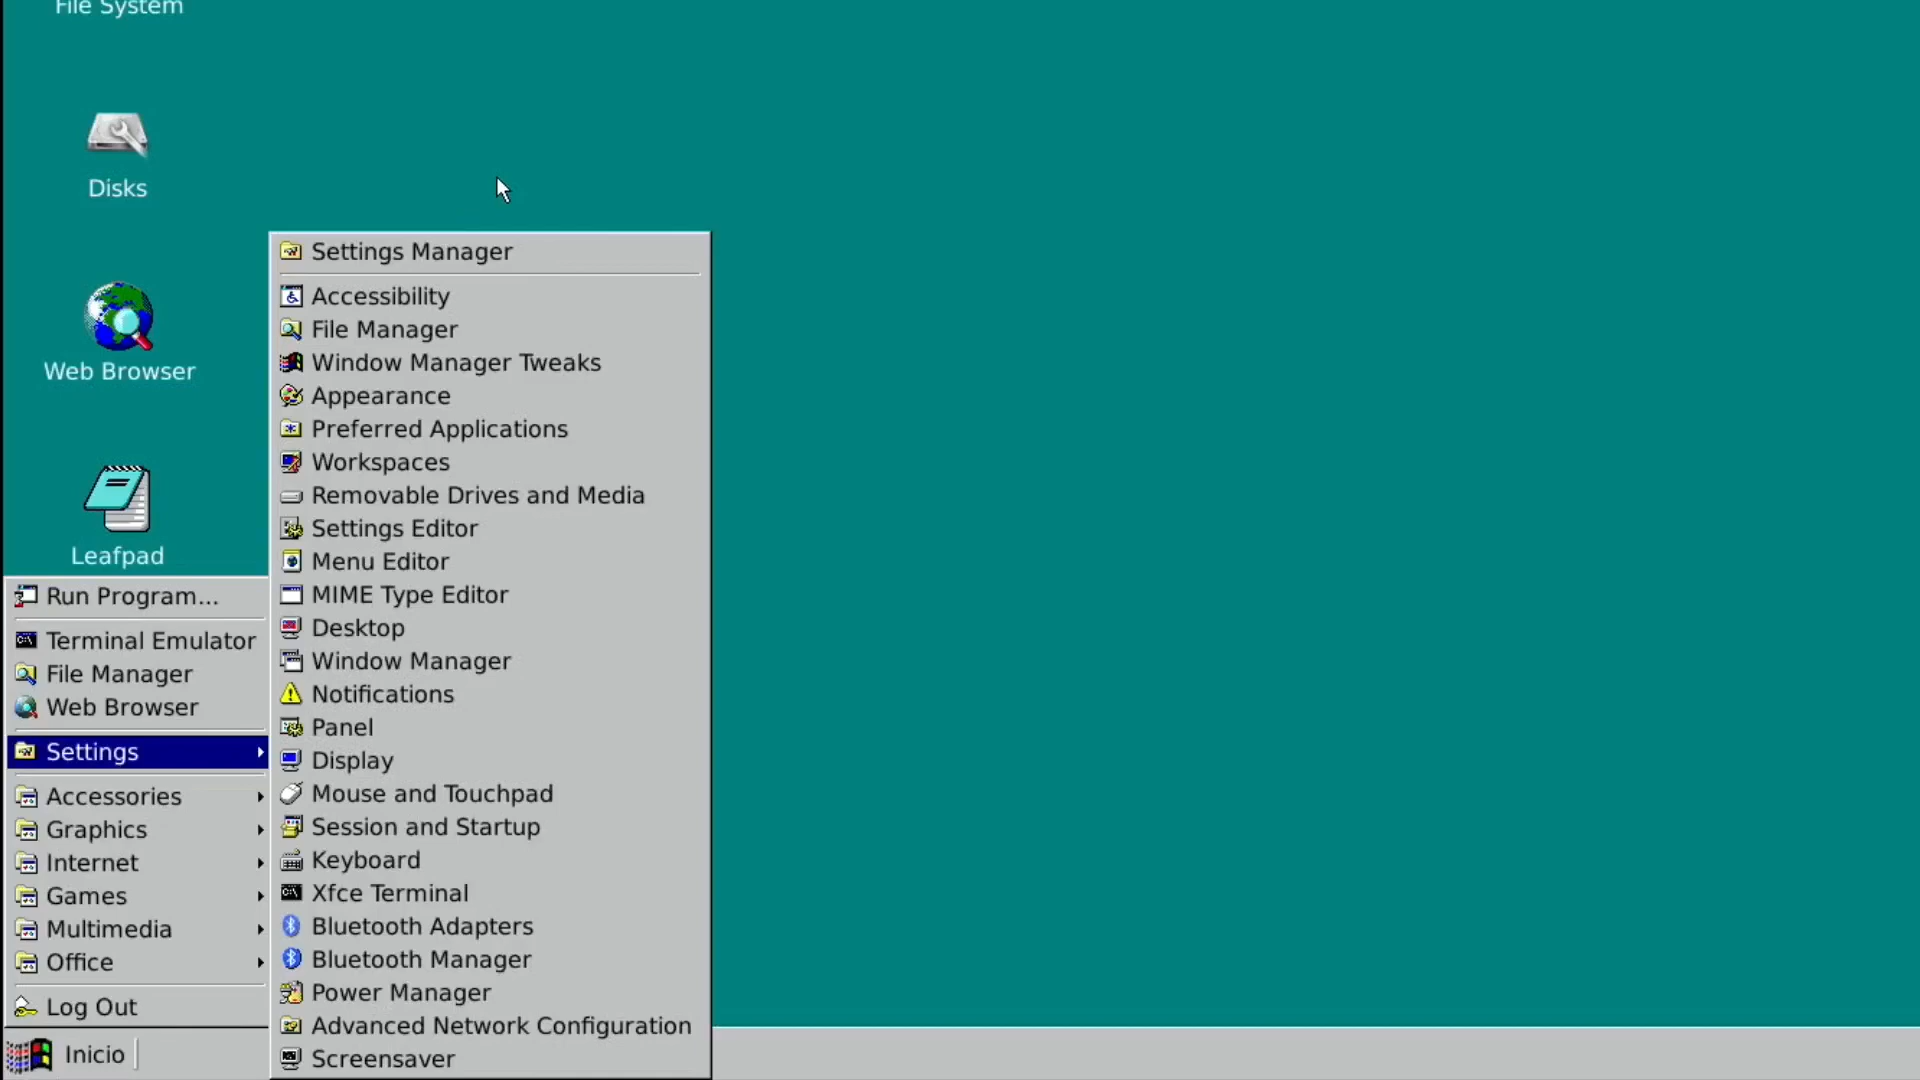 File System
Disks
Web Browser
Leafpad
Run Program...
Terminal Emulator
File Manager
Web Browser
Settings
Accessories
Graphics
Internet
Games
Multimedia
Office
Log Out
Inicio
Settings Manager
Accessibility
File Manager
Window Manager Tweaks
Appearance
Preferred Applications
Workspaces
Removable Drives and Media
Settings Editor
Menu Editor
MIME Type Editor
Desktop
Window Manager
Notifications
Panel
Display
Mouse and Touchpad
Session and Startup
Keyboard
Xfce Terminal
Bluetooth Adapters
Bluetooth Manager
Power Manager
Advanced Network Configuration
Screensaver